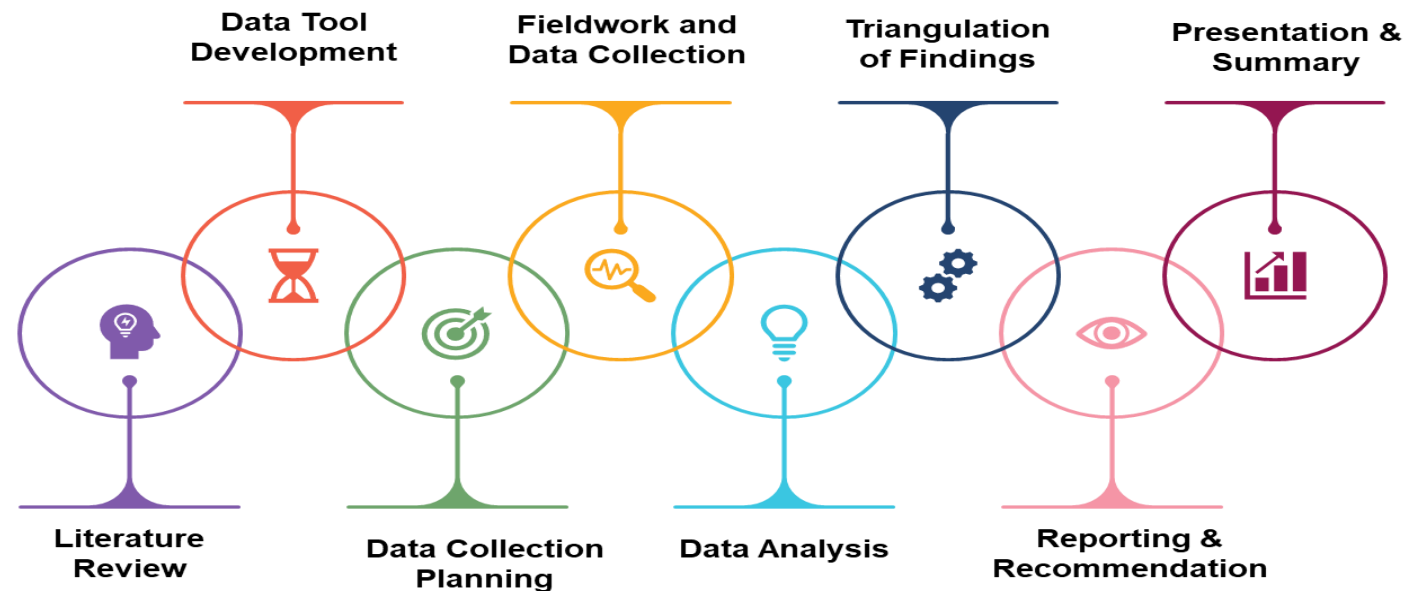 Data Tool
Development
Fieldwork and
Data Collection
Triangulation
of Findings
Presentation &
Summary
Literature
Review
Data Collection
Planning
Data Analysis
Reporting &
Recommendation